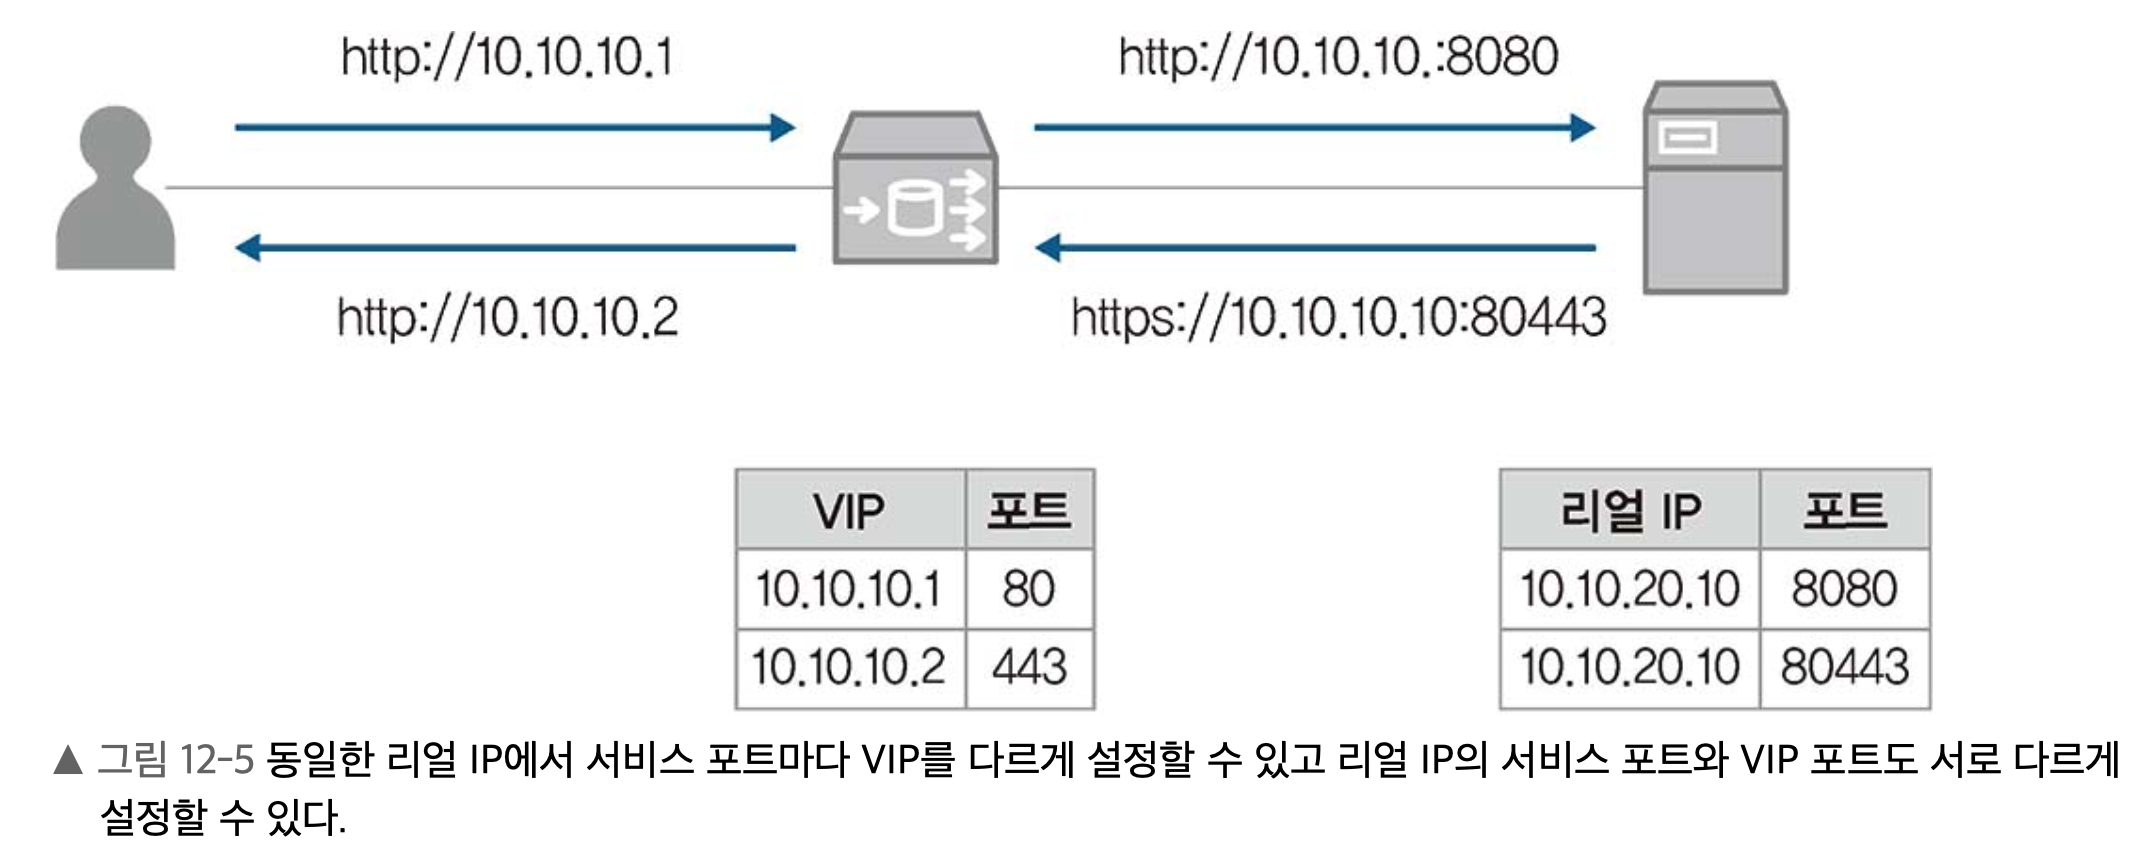 http://10.10.10.1
http://10.10.10.:8080
http://10.10.10.2
https://10.10.10.10:80443
VIP 포트
10.10.10.1 80
10.10.10.2 443
리얼 IP 포트
10.10.20.10 8080
10.10.20.10 80443
▲ 그림 12-5 동일한 리얼 IP에서 서비스 포트마다 VIP를 다르게 설정할 수 있고 리얼 IP의 서비스 포트와 VIP 포트도 서로 다르게
설정할 수 있다.